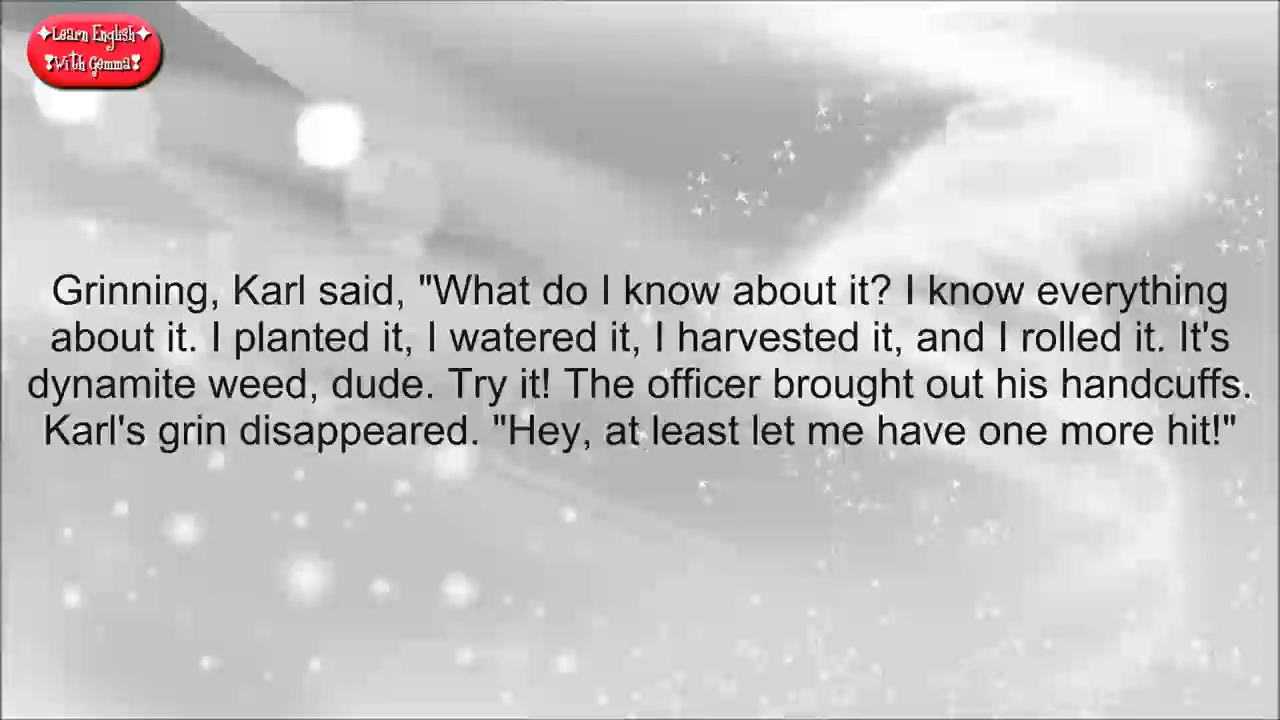 ✦Learn English✦
❣With Gemma❣
Grinning, Karl said, "What do I know about it? I know everything
about it. I planted it, I watered it, I harvested it, and I rolled it. It's
dynamite weed, dude. Try it! The officer brought out his handcuffs.
Karl's grin disappeared. "Hey, at least let me have one more hit!"